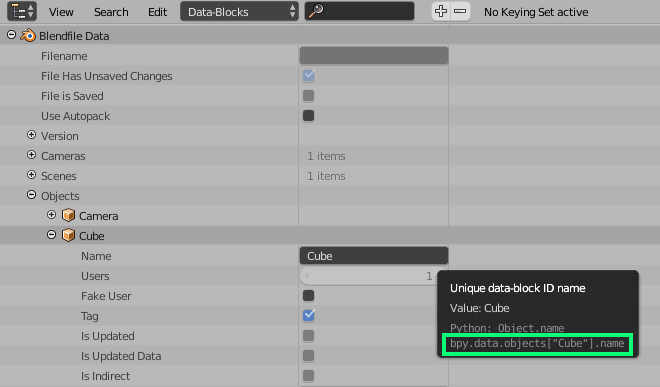 View Search Edit Data-Blocks No Keying Set active
Blendfile Data
Filename
File Has Unsaved Changes
File is Saved
Use Autopack
Version
Cameras 1 items
Scenes 1 items
Objects
Camera
Cube
Name Cube
Users 1
Fake User
Tag
Is Updated
Is Updated Data
Is Indirect
Unique data-block ID name
Value: Cube
Python: Object.name
bpy.data.objects["Cube"].name